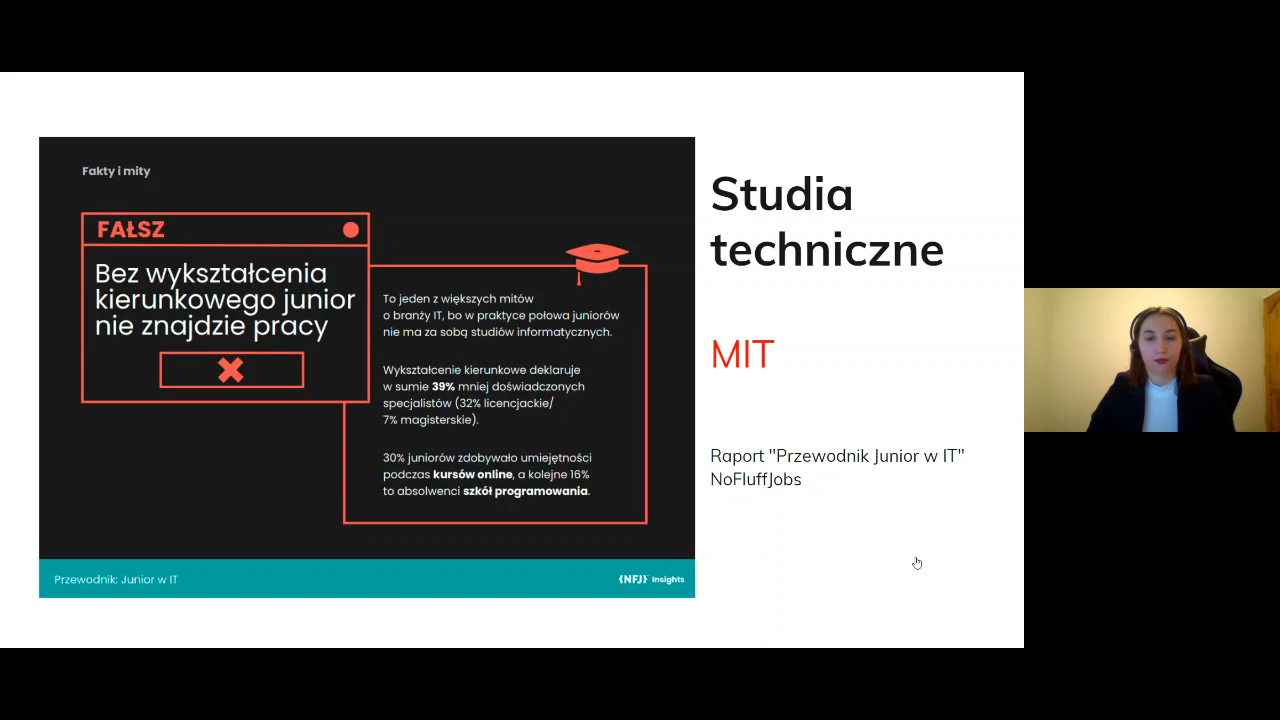 Fakty i mity
FAŁSZ
Bez wykształcenia
kierunkowego junior
nie znajdzie pracy
To jeden z większych mitów
o branży IT, bo w praktyce połowa juniorów
nie ma za sobą studiów informatycznych.
Wykształcenie kierunkowe deklaruje
w sumie 39% mniej doświadczonych
specjalistów (32% licencjackie/
7% magisterskie).
30% juniorów zdobywało umiejętności
podczas kursów online, a kolejne 16%
to absolwenci szkół programowania.
Przewodnik: Junior w IT
{NFJ} Insights
Studia
techniczne
MIT
Raport "Przewodnik Junior w IT"
NoFluffJobs